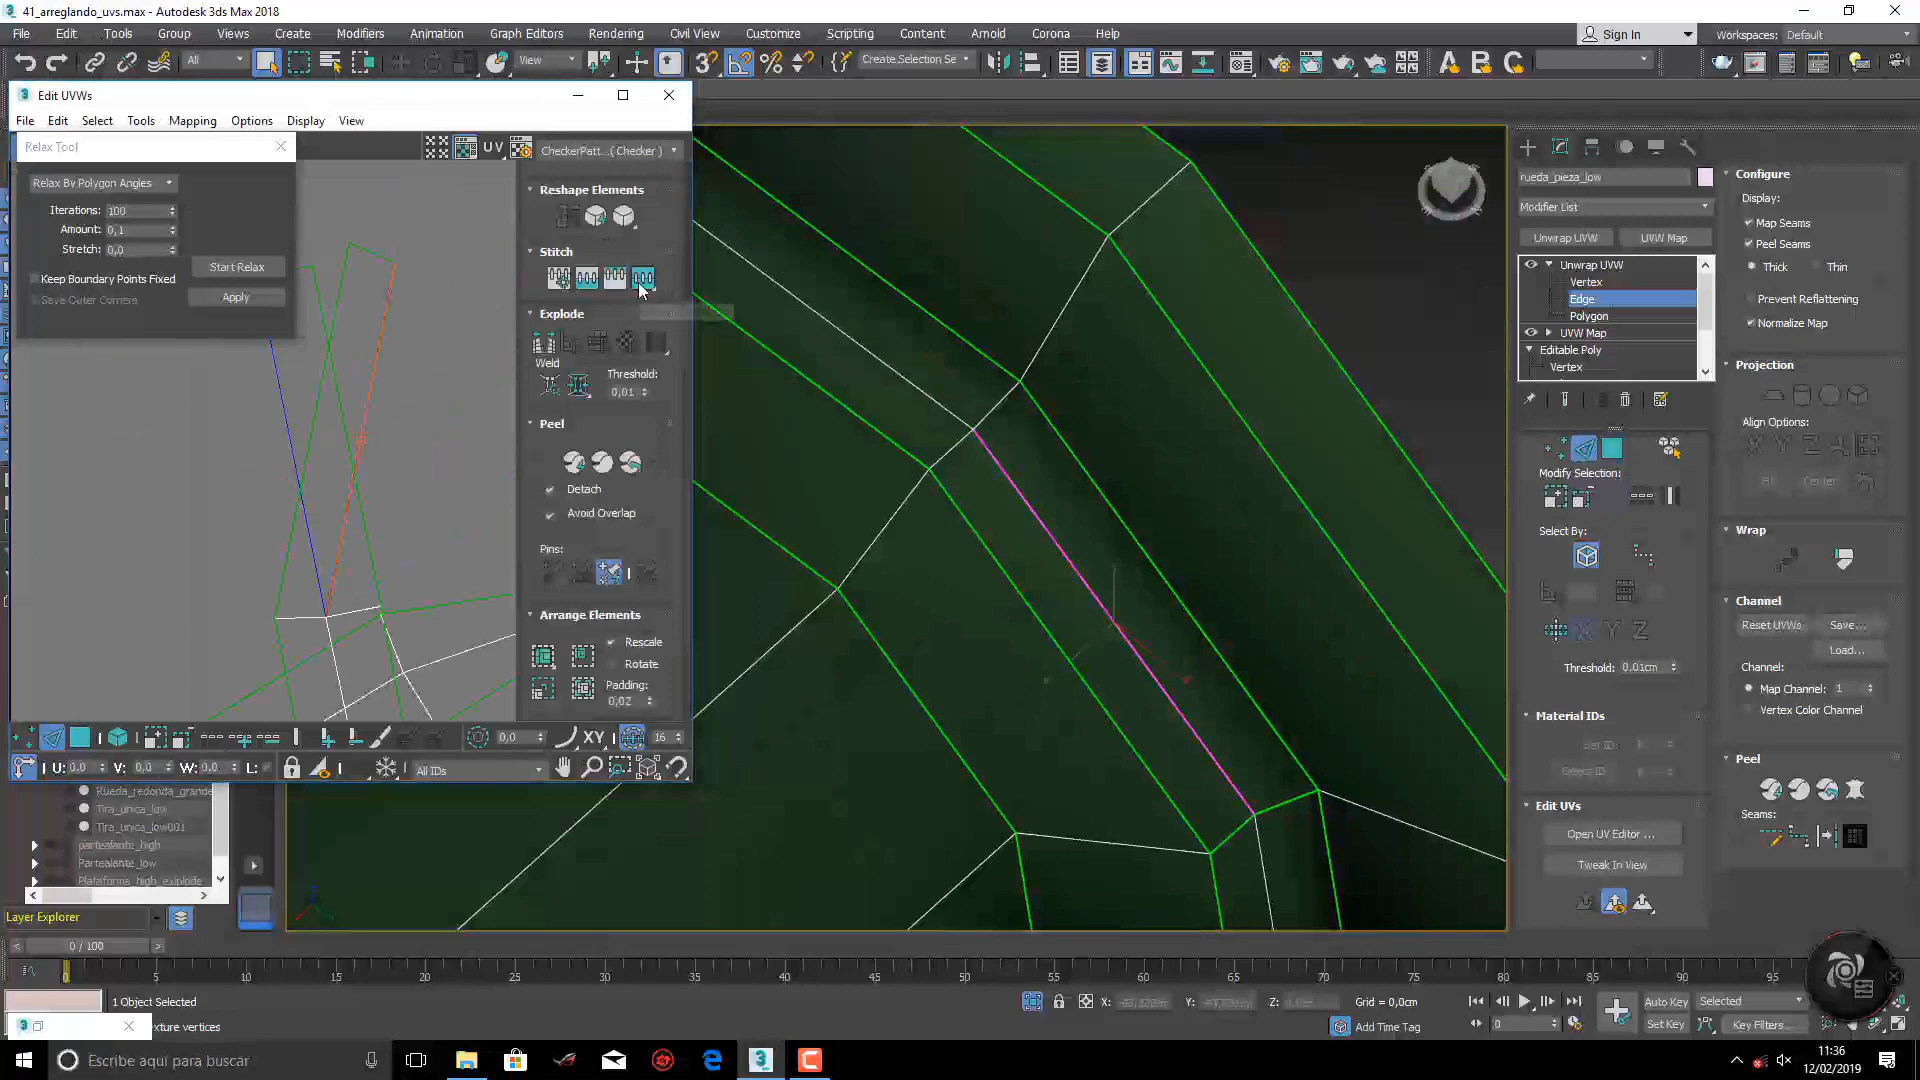 41_arreglando_uvs.max - Autodesk 3ds Max 2018
File Edit Tools Group Views Create Modifiers Animation Graph Editors Rendering Civil View Customize Scripting Content Arnold Corona Help
Sign In
Workspaces: Default
All
View
Create Selection Se
Edit UVWs
File Edit Select Tools Mapping Options Display View
Relax Tool
UV
CheckerPatt...( Checker )
Relax By Polygon Angles
Iterations: 100
Amount: 0,1
Stretch: 0,0
Start Relax
Keep Boundary Points Fixed
Apply
Save Outer Corners
Reshape Elements
Stitch
Explode
Weld
Threshold:
0,01
Peel
Detach
Avoid Overlap
Pins:
Arrange Elements
Rescale
Rotate
Padding:
0,02
0,0
XY
16
U: 0,0 V: 0,0 W: 0,0 L:
All IDs
Rueda_redonda_grande
Tira_unica_low
Tira_unica_low001
partealante_high
Partealante_low
Plataforma_high_explode
Layer Explorer
0 / 100
0 5 10 15 20 25 30 35 40 45 50 55 60 65 70 75 80 85 90 95
1 Object Selected
exture vertices
X: Y: Z:
Grid = 0,0cm
Add Time Tag
0
Auto Key
Selected
Set Key
Key Filters...
rueda_pieza_low
Modifier List
Unwrap UVW
UVW Map
Unwrap UVW
Vertex
Edge
Polygon
UVW Map
Editable Poly
Vertex
Modify Selection:
Select By:
X Y Z
Threshold: 0,01cm
Material IDs
Set ID:
Select ID
Edit UVs
Open UV Editor ...
Tweak In View
Configure
Display:
Map Seams
Peel Seams
Thick
Thin
Prevent Reflattening
Normalize Map
Projection
Align Options:
X Y Z
Fit
Center
Wrap
Channel
Reset UVWs
Save...
Load...
Channel:
Map Channel: 1
Vertex Color Channel
Peel
Seams:
Escribe aquí para buscar
11:36
12/02/2019